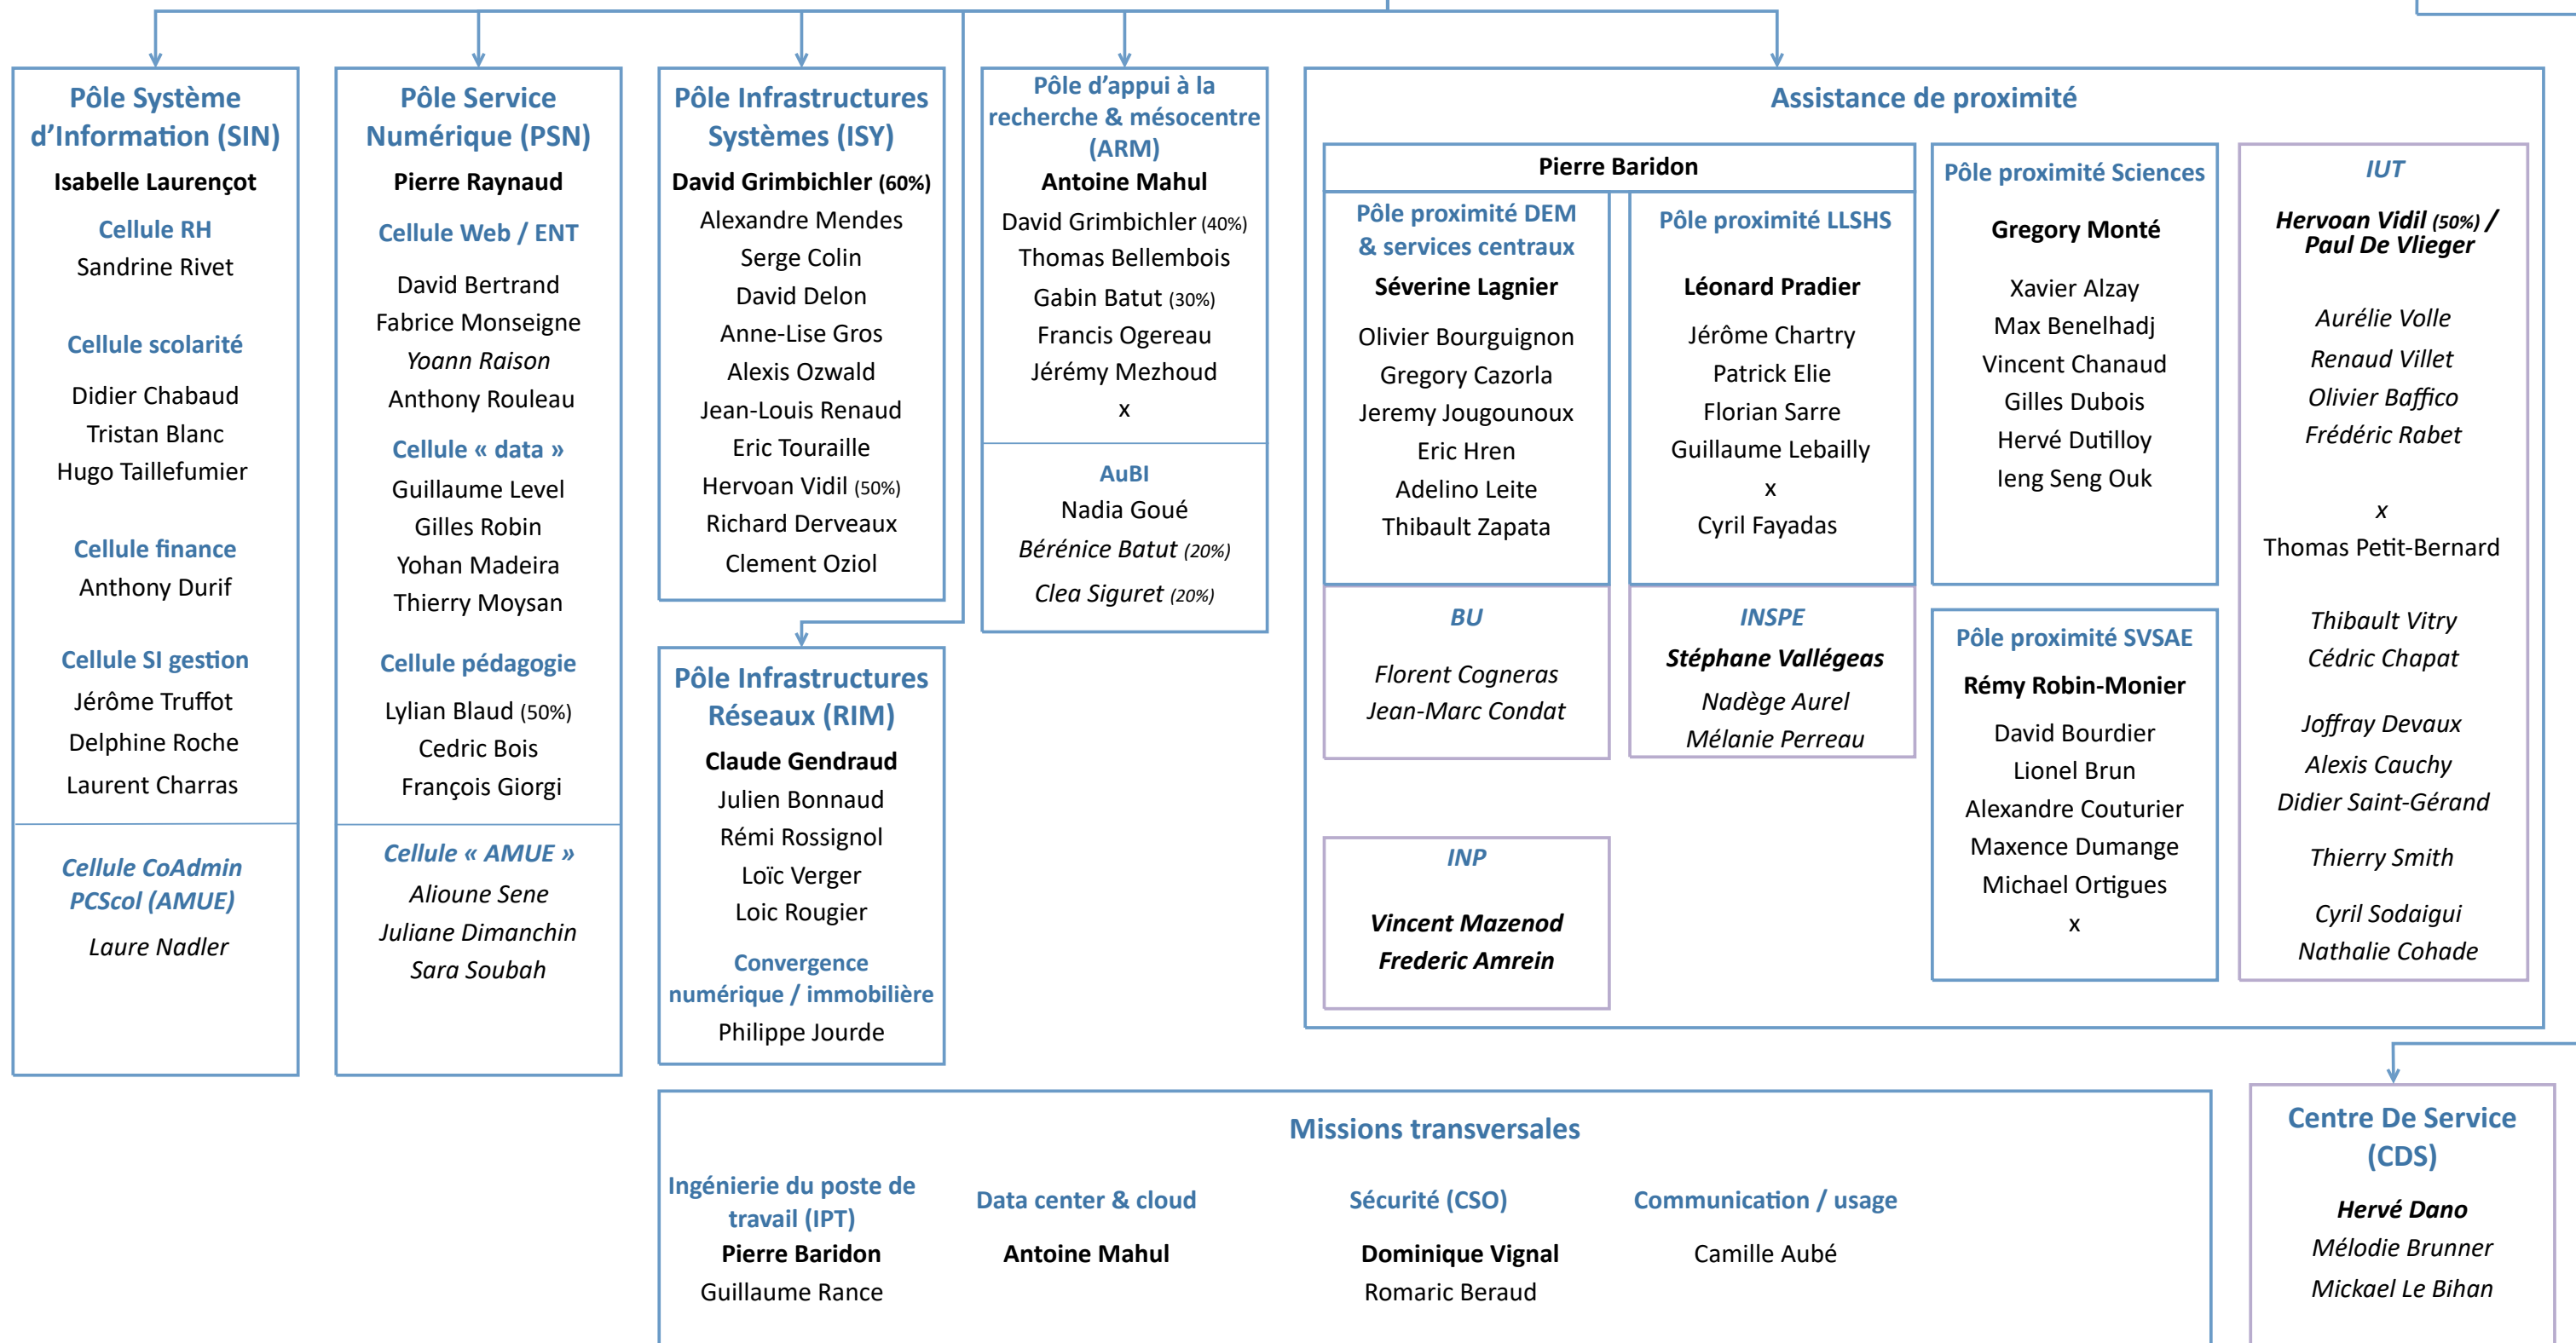 Pôle Système
d’Information (SIN)
Isabelle Laurençot
Cellule RH
Sandrine Rivet
Cellule scolarité
Didier Chabaud
Tristan Blanc
Hugo Taillefumier
Cellule finance
Anthony Durif
Cellule SI gestion
Jérôme Truffot
Delphine Roche
Laurent Charras
Cellule CoAdmin
PCScol (AMUE)
Laure Nadler
Pôle Service
Numérique (PSN)
Pierre Raynaud
Cellule Web / ENT
David Bertrand
Fabrice Monseigne
Yoann Raison
Anthony Rouleau
Cellule « data »
Guillaume Level
Gilles Robin
Yohan Madeira
Thierry Moysan
Cellule pédagogie
Lylian Blaud (50%)
Cedric Bois
François Giorgi
Cellule « AMUE »
Alioune Sene
Juliane Dimanchin
Sara Soubah
Pôle Infrastructures
Systèmes (ISY)
David Grimbichler (60%)
Alexandre Mendes
Serge Colin
David Delon
Anne-Lise Gros
Alexis Ozwald
Jean-Louis Renaud
Eric Touraille
Hervoan Vidil (50%)
Richard Derveaux
Clement Oziol
Pôle Infrastructures
Réseaux (RIM)
Claude Gendraud
Julien Bonnaud
Rémi Rossignol
Loïc Verger
Loic Rougier
Convergence
numérique / immobilière
Philippe Jourde
Pôle d’appui à la
recherche & mésocentre
(ARM)
Antoine Mahul
David Grimbichler (40%)
Thomas Bellembois
Gabin Batut (30%)
Francis Ogereau
Jérémy Mezhoud
x
AuBI
Nadia Goué
Bérénice Batut (20%)
Clea Siguret (20%)
Assistance de proximité
Pierre Baridon
Pôle proximité DEM
& services centraux
Séverine Lagnier
Olivier Bourguignon
Gregory Cazorla
Jeremy Jougounoux
Eric Hren
Adelino Leite
Thibault Zapata
BU
Florent Cogneras
Jean-Marc Condat
INP
Vincent Mazenod
Frederic Amrein
Pôle proximité LLSHS
Léonard Pradier
Jérôme Chartry
Patrick Elie
Florian Sarre
Guillaume Lebailly
x
Cyril Fayadas
INSPE
Stéphane Vallégeas
Nadège Aurel
Mélanie Perreau
Pôle proximité Sciences
Gregory Monté
Xavier Alzay
Max Benelhadj
Vincent Chanaud
Gilles Dubois
Hervé Dutilloy
Ieng Seng Ouk
Pôle proximité SVSAE
Rémy Robin-Monier
David Bourdier
Lionel Brun
Alexandre Couturier
Maxence Dumange
Michael Ortigues
x
IUT
Hervoan Vidil (50%) /
Paul De Vlieger
Aurélie Volle
Renaud Villet
Olivier Baffico
Frédéric Rabet
x
Thomas Petit-Bernard
Thibault Vitry
Cédric Chapat
Joffray Devaux
Alexis Cauchy
Didier Saint-Gérand
Thierry Smith
Cyril Sodaigui
Nathalie Cohade
Missions transversales
Ingénierie du poste de
travail (IPT)
Pierre Baridon
Guillaume Rance
Data center & cloud
Antoine Mahul
Sécurité (CSO)
Dominique Vignal
Romaric Beraud
Communication / usage
Camille Aubé
Centre De Service
(CDS)
Hervé Dano
Mélodie Brunner
Mickael Le Bihan